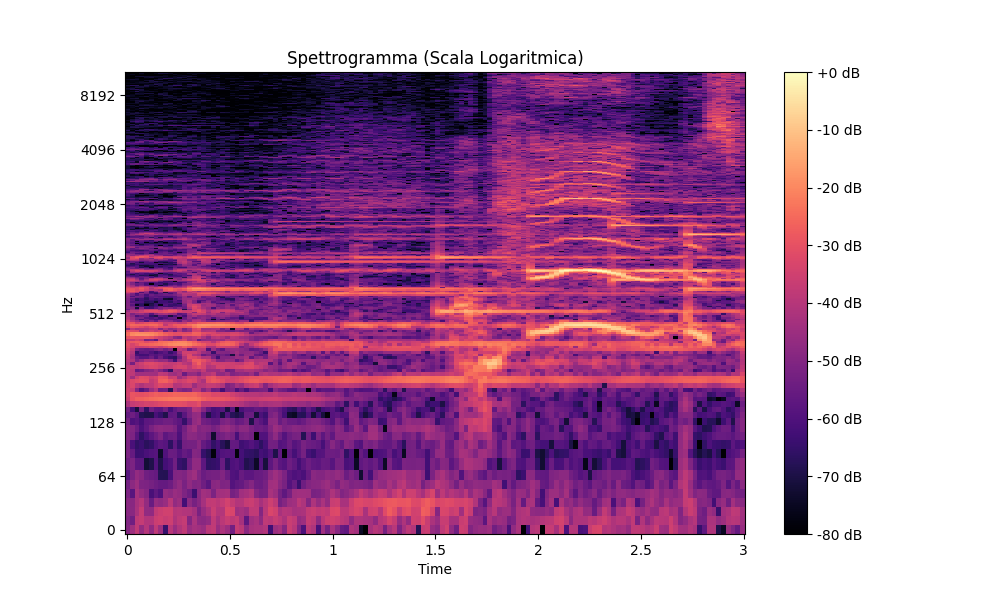 Spettrogramma (Scala Logaritmica)
8192
4096
2048
1024
512
256
128
64
0
Hz
0
0.5
1
1.5
2
2.5
3
Time
+0 dB
-10 dB
-20 dB
-30 dB
-40 dB
-50 dB
-60 dB
-70 dB
-80 dB